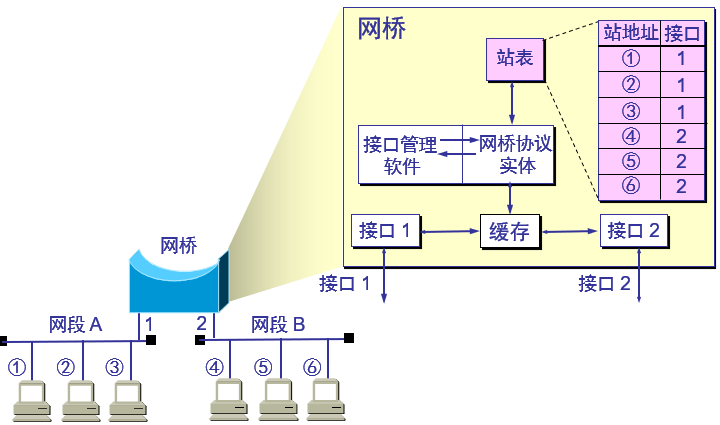 网桥
站表
站地址 接口
① 1
② 1
③ 1
④ 2
⑤ 2
⑥ 2
接口管理
软件
网桥协议
实体
接口 1
缓存
接口 2
接口 1
接口 2
网桥
网段 A
1
2
网段 B
①
②
③
④
⑤
⑥